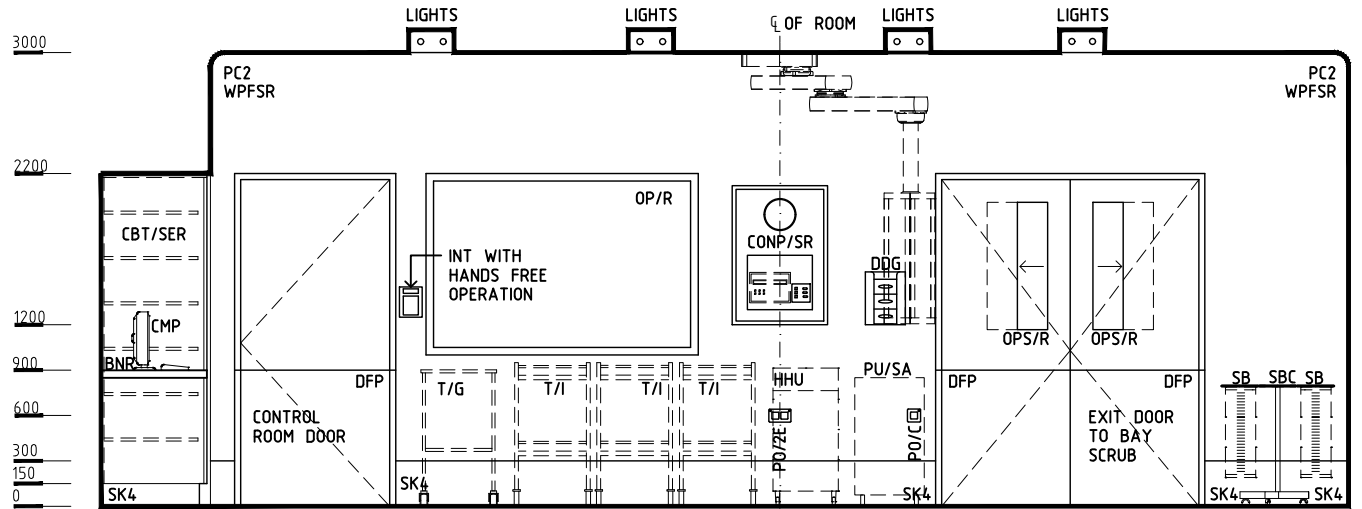 LIGHTS
LIGHTS
℄ OF ROOM
LIGHTS
LIGHTS
3000
PC2
WPFSR
PC2
WPFSR
2200
OP/R
CBT/SER
CONP/SR
INT WITH
HANDS FREE
OPERATION
DDG
1200
CMP
OPS/R
OPS/R
BNR
900
DFP
T/G
T/I
T/I
T/I
HHU
PU/SA
DFP
DFP
SB
SBC
SB
600
CONTROL
ROOM DOOR
PO/2E
PO/C
EXIT DOOR
TO BAY
SCRUB
300
150
0
SK4
SK4
SK4
SK4
SK4